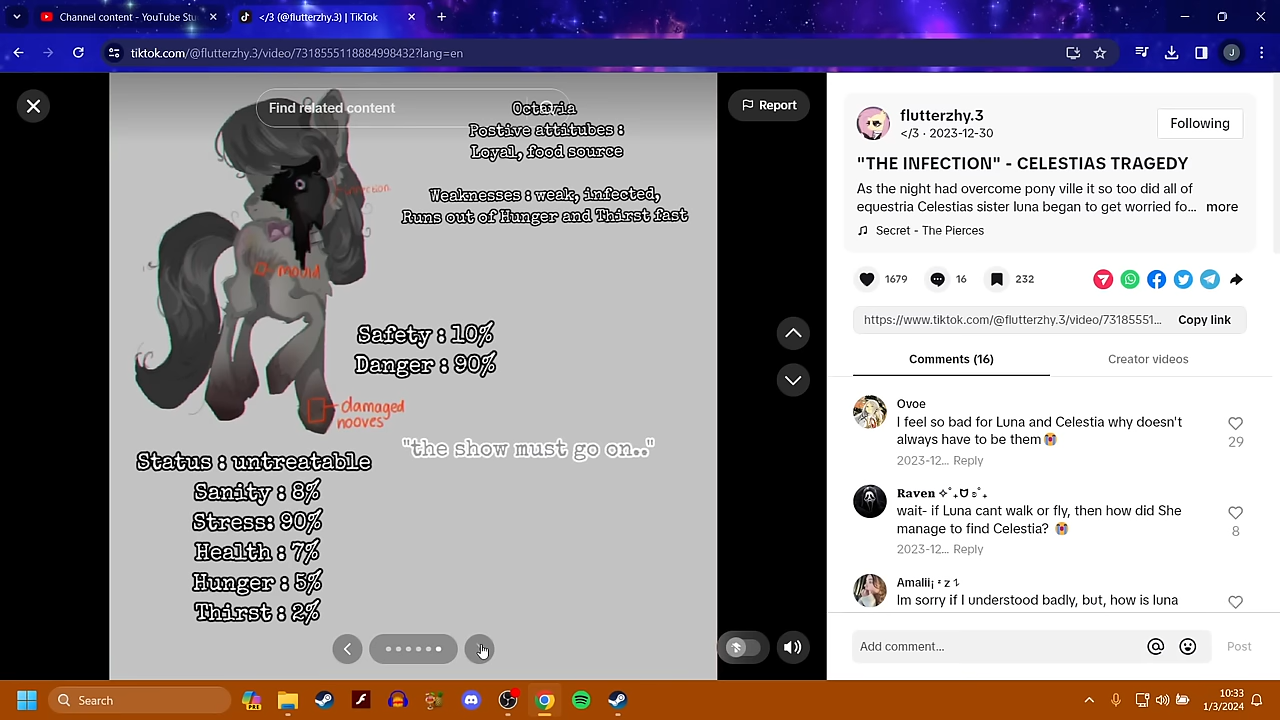 Channel content - YouTube Stu
</3 (@flutterzhy.3) | TikTok
tiktok.com/@flutterzhy.3/video/7318555118884998432?lang=en
J
Find related content
Octavia
Postive attitubes :
Loyal, food source
Weaknesses : weak, infected,
Runs out of Hunger and Thirst fast
mould
Safety : 10%
Danger : 90%
damaged
nooves
"the show must go on.."
Status : untreatable
Sanity : 8%
Stress: 90%
Health : 7%
Hunger : 5%
Thirst : 2%
Report
flutterzhy.3
</3 · 2023-12-30
Following
"THE INFECTION" - CELESTIAS TRAGEDY
As the night had overcome pony ville it so too did all of
equestria Celestias sister luna began to get worried fo... more
Secret - The Pierces
1679
16
232
https://www.tiktok.com/@flutterzhy.3/video/73185551...
Copy link
Comments (16)
Creator videos
Ovoe
I feel so bad for Luna and Celestia why doesn't
always have to be them 😭
29
2023-12... Reply
Raven
wait- if Luna cant walk or fly, then how did She
manage to find Celestia? 😭
8
2023-12... Reply
Amalii¡ ᶻ 𝗓 𐰁
Im sorry if I understood badly, but, how is luna
Add comment...
Post
Search
10:33
1/3/2024